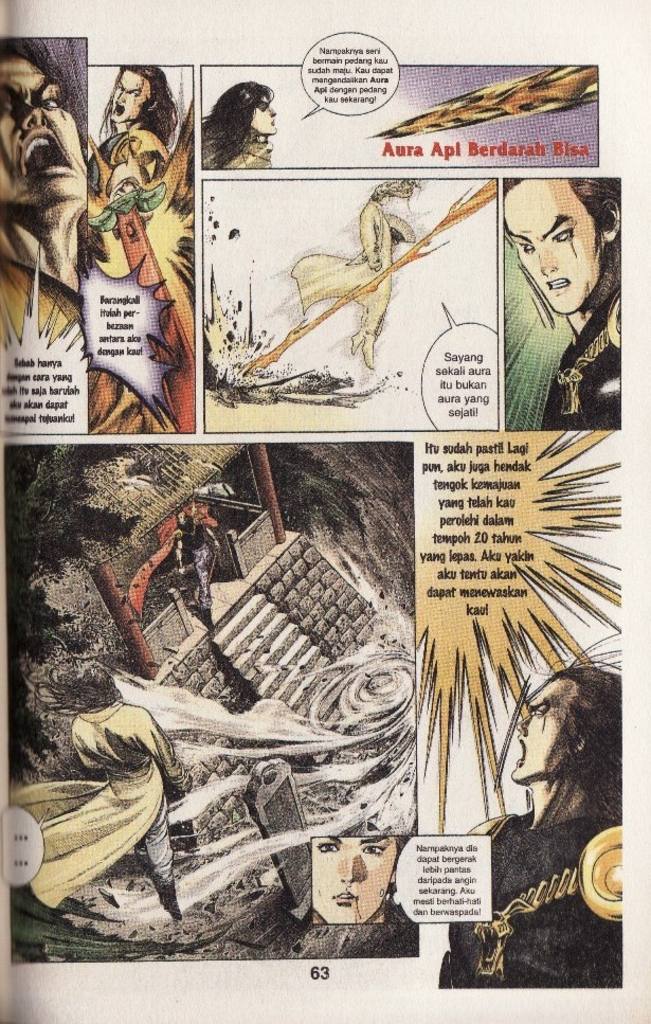 Sebab hanya
dengan cara yang
itu saja barulah
aku akan dapat
mencapai tujuanku!
Barangkali
itulah per-
bezaan
antara aku
dengan kau!
Nampaknya seni
bermain pedang kau
sudah maju. Kau dapat
mengendalikan Aura
Api dengan pedang
kau sekarang!
Aura Api Berdarah Bisa
Sayang
sekali aura
itu bukan
aura yang
sejati!
Itu sudah pasti! Lagi
pun, aku juga hendak
tengok kemajuan
yang telah kau
perolehi dalam
tempoh 20 tahun
yang lepas. Aku yakin
aku tentu akan
dapat menewaskan
kau!
...
...
Nampaknya dia
dapat bergerak
lebih pantas
daripada angin
sekarang. Aku
mesti berhati-hati
dan berwaspada!
63